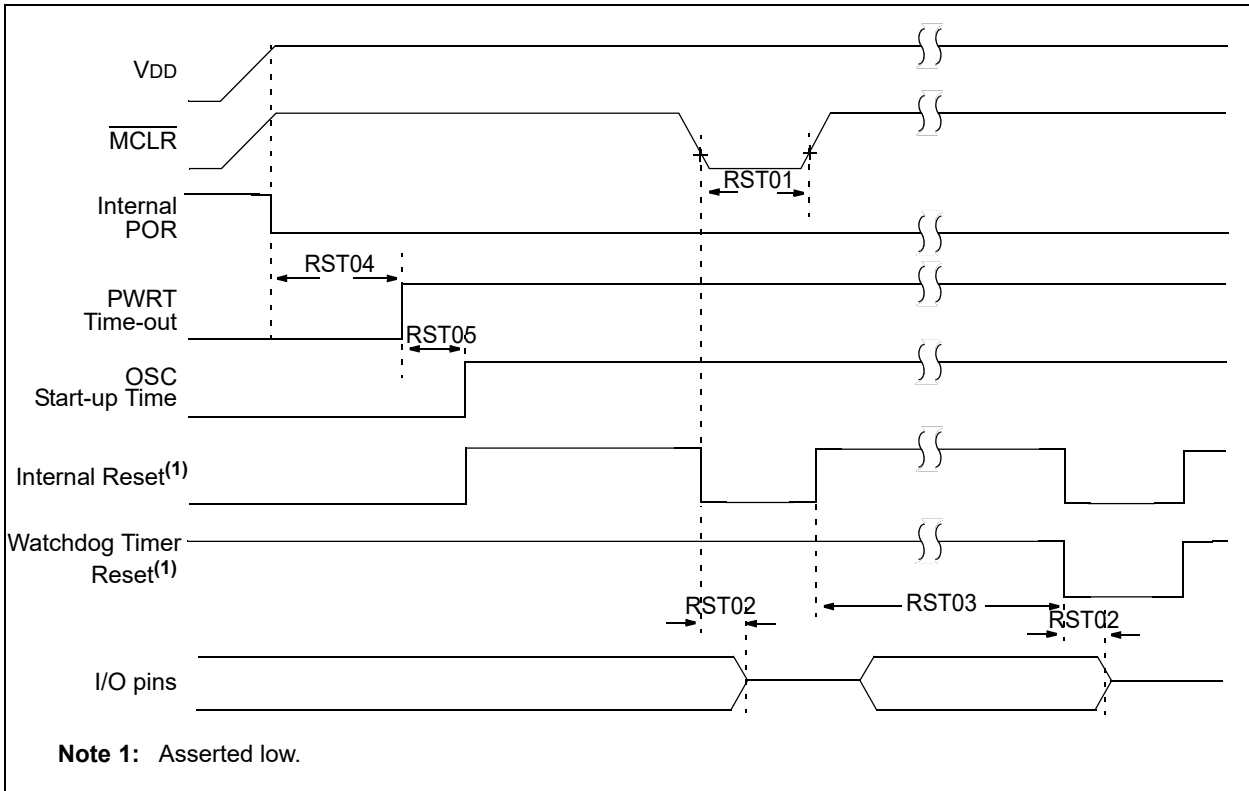 VDD
MCLR
RST01
Internal
POR
RST04
PWRT
Time-out
RST05
OSC
Start-up Time
Internal Reset(1)
Watchdog Timer
Reset(1)
RST02
RST03
RST02
I/O pins
Note 1: Asserted low.